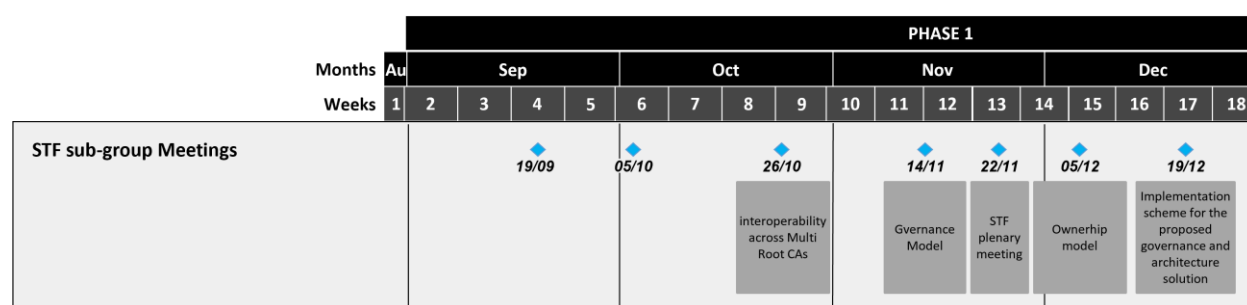 PHASE 1
Months Au Sep Oct Nov Dec
Weeks 1 2 3 4 5 6 7 8 9 10 11 12 13 14 15 16 17 18
STF sub-group Meetings
19/09 05/10 26/10 14/11 22/11 05/12 19/12
interoperability
across Multi
Root CAs
Gvernance
Model
STF
plenary
meeting
Ownerhip
model
Implementation
scheme for the
proposed
governance and
architecture
solution